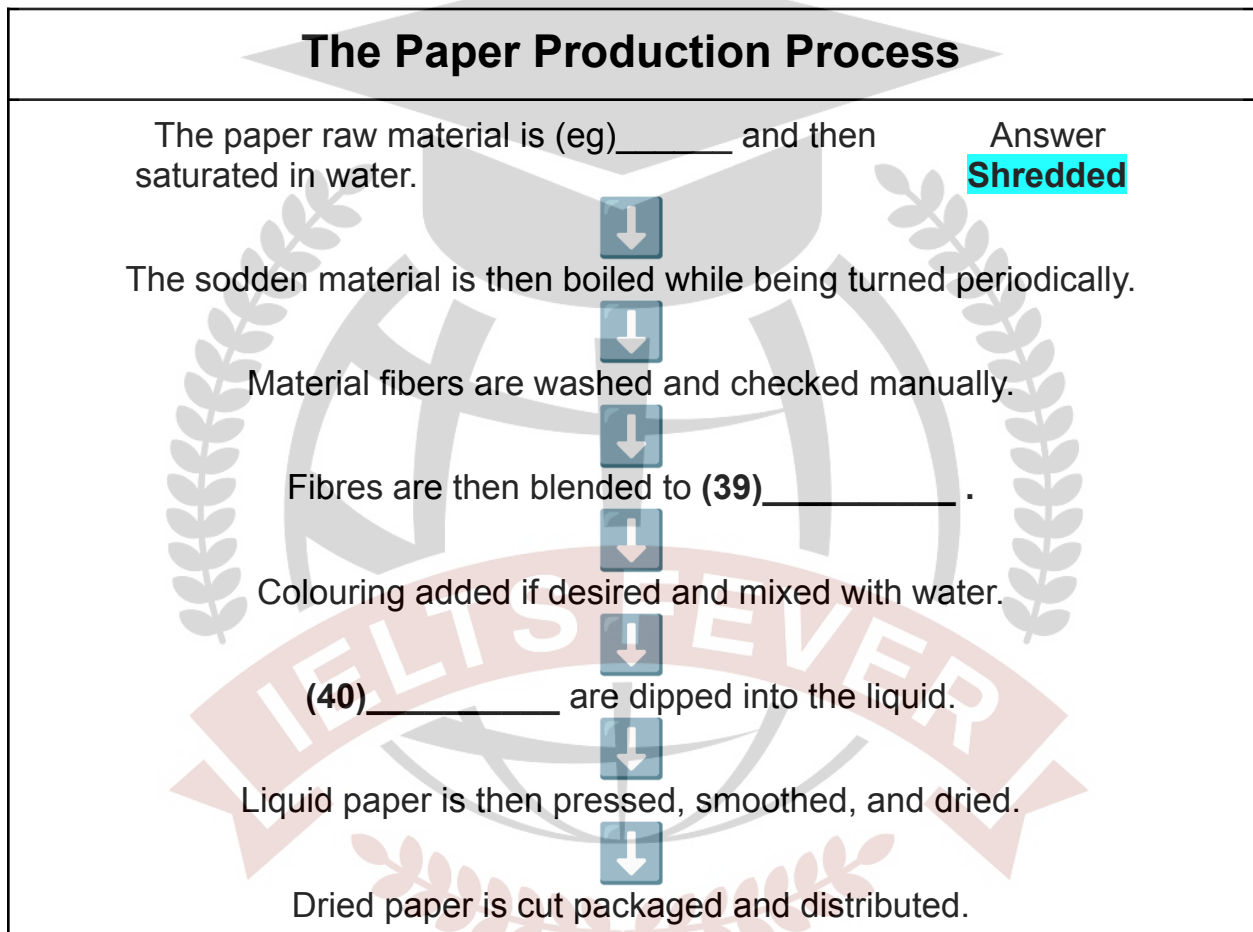 The Paper Production Process
The paper raw material is (eg)______ and then
saturated in water.
Answer
Shredded
The sodden material is then boiled while being turned periodically.
Material fibers are washed and checked manually.
Fibres are then blended to (39)__________ .
Colouring added if desired and mixed with water.
(40)__________ are dipped into the liquid.
Liquid paper is then pressed, smoothed, and dried.
Dried paper is cut packaged and distributed.
IELTS FEVER